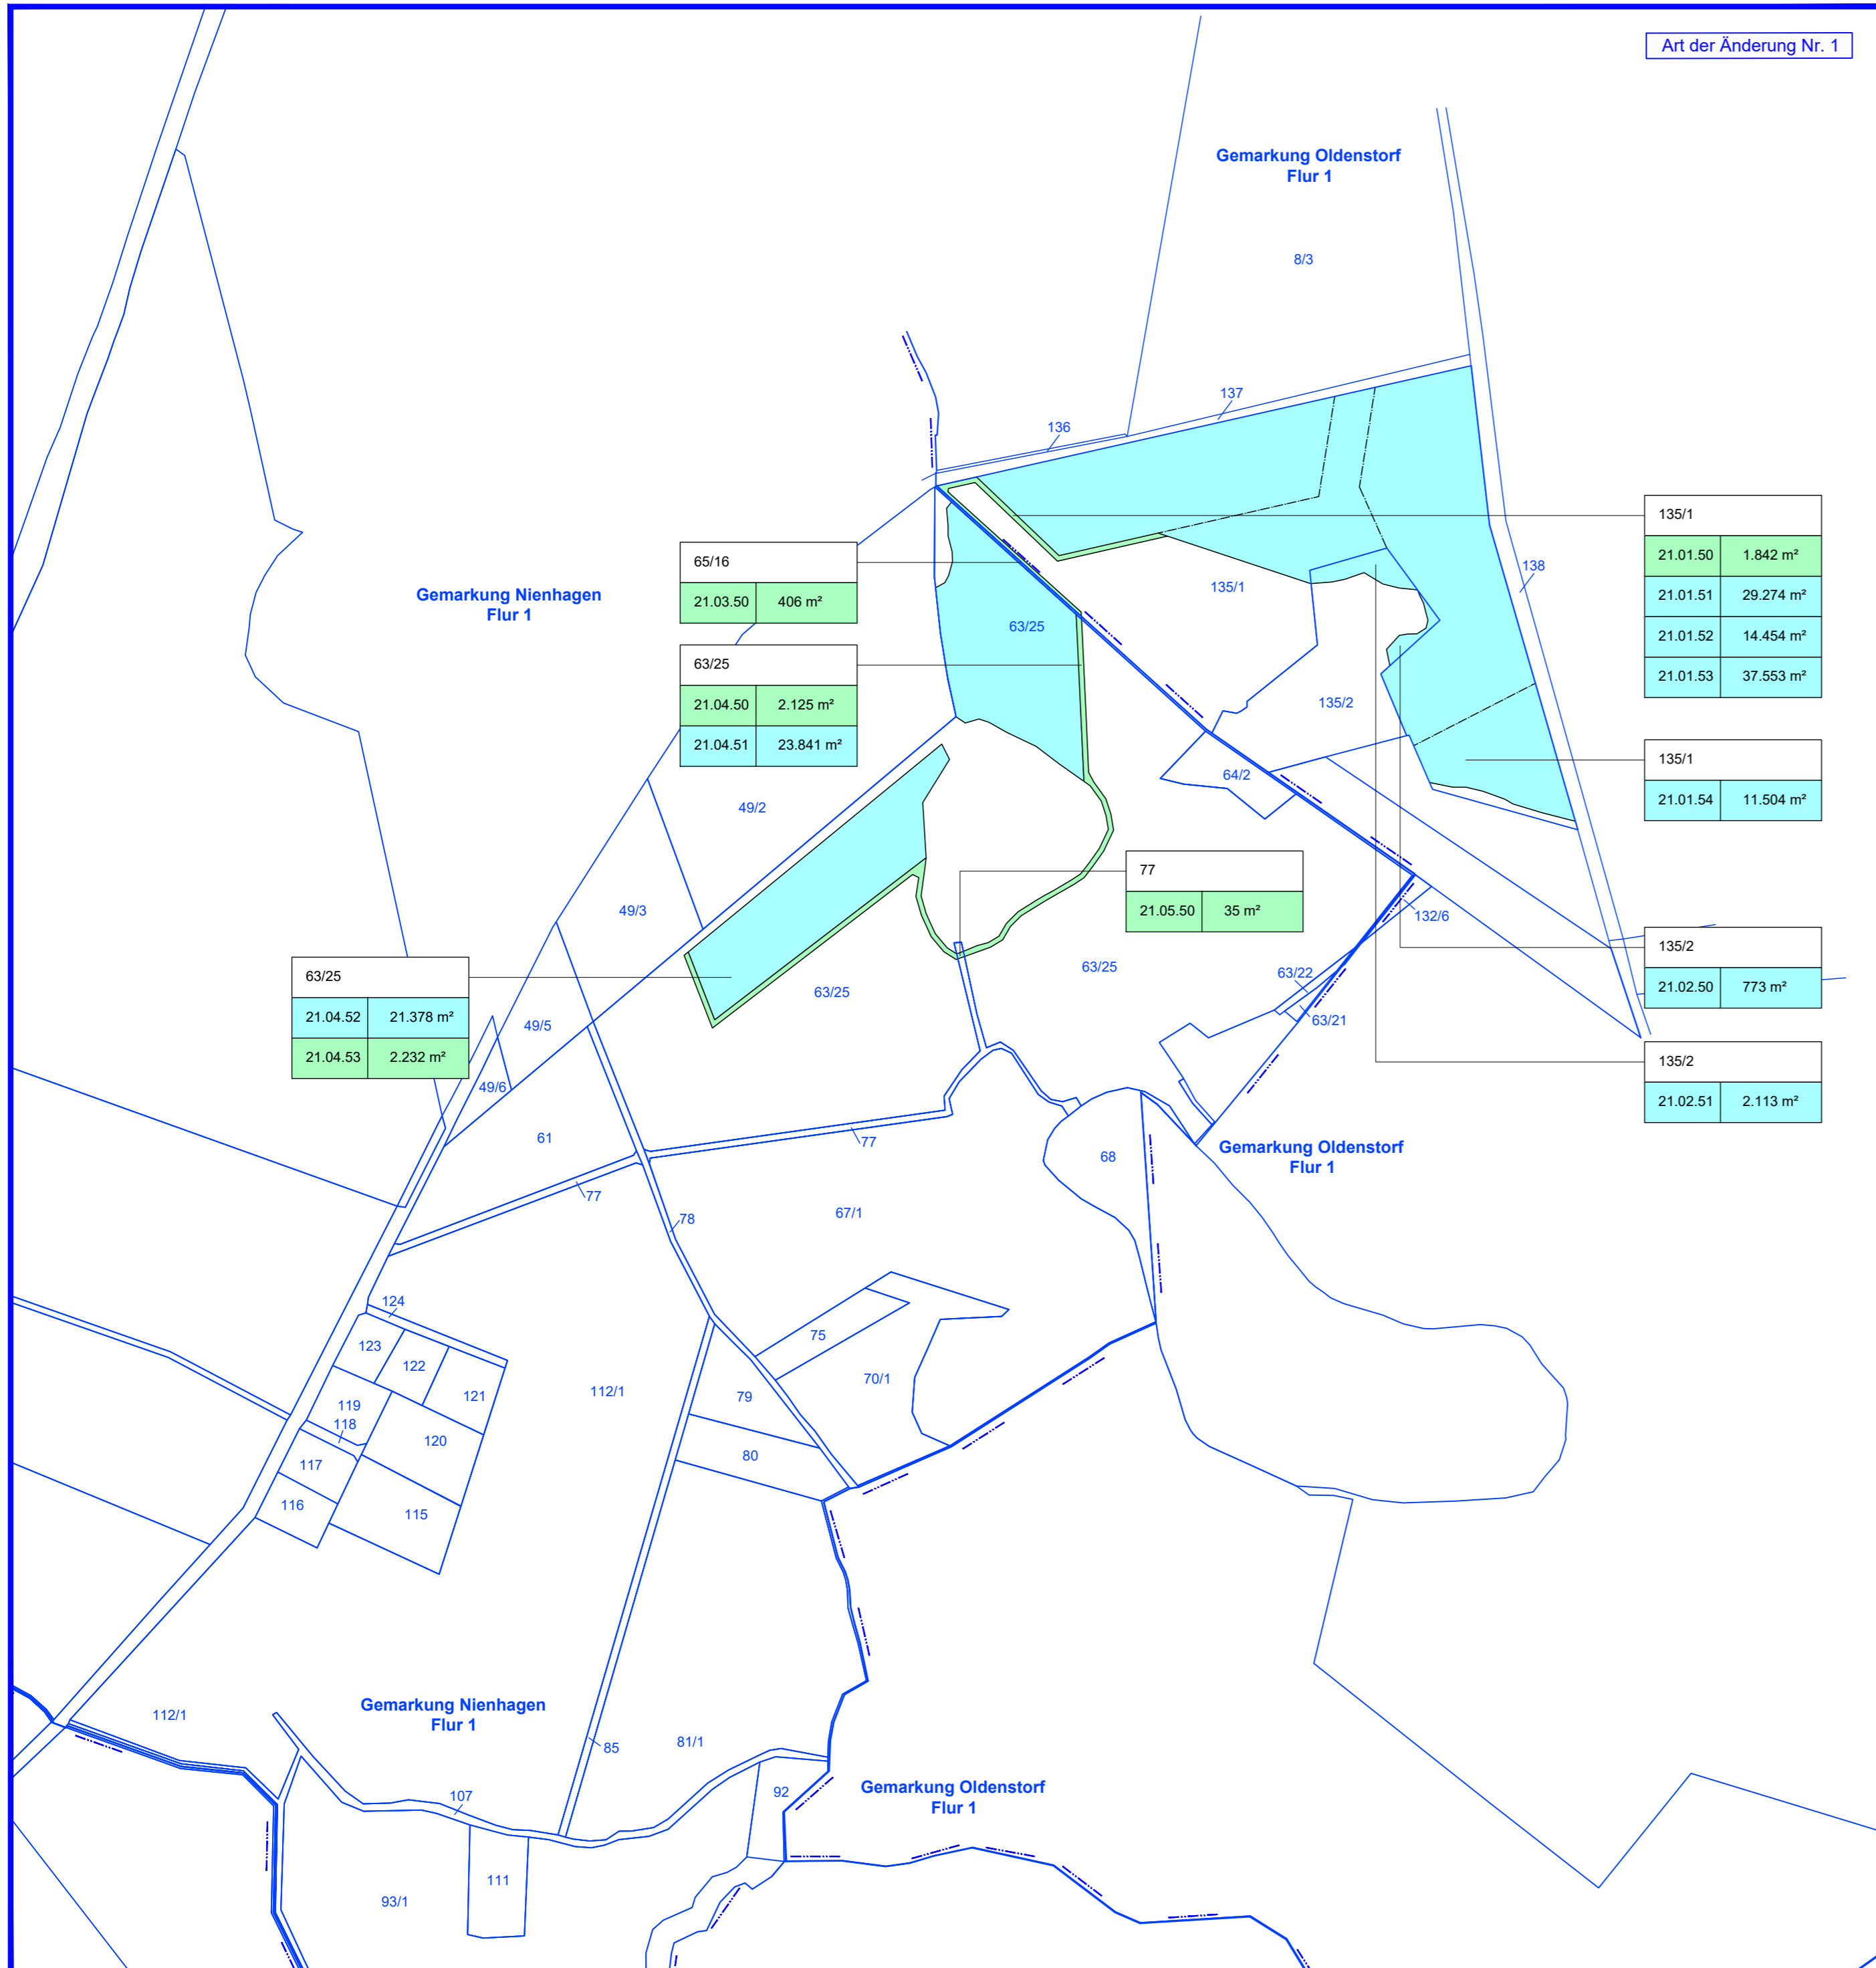 Art der Änderung Nr. 1
Gemarkung Oldenstorf
Flur 1
8/3
137
136
135/1
21.01.50 1.842 m²
21.01.51 29.274 m²
21.01.52 14.454 m²
21.01.53 37.553 m²
65/16
21.03.50 406 m²
138
Gemarkung Nienhagen
Flur 1
135/1
63/25
63/25
21.04.50 2.125 m²
21.04.51 23.841 m²
135/2
135/1
21.01.54 11.504 m²
64/2
49/2
77
21.05.50 35 m²
49/3
132/6
135/2
21.02.50 773 m²
63/25
21.04.52 21.378 m²
21.04.53 2.232 m²
63/25
63/22
63/25
63/21
49/5
135/2
21.02.51 2.113 m²
49/6
61
77
68
Gemarkung Oldenstorf
Flur 1
77
78
67/1
124
123
122
121
75
70/1
112/1
79
119
118
120
80
117
116
115
Gemarkung Nienhagen
Flur 1
112/1
85
81/1
107
92
Gemarkung Oldenstorf
Flur 1
111
93/1